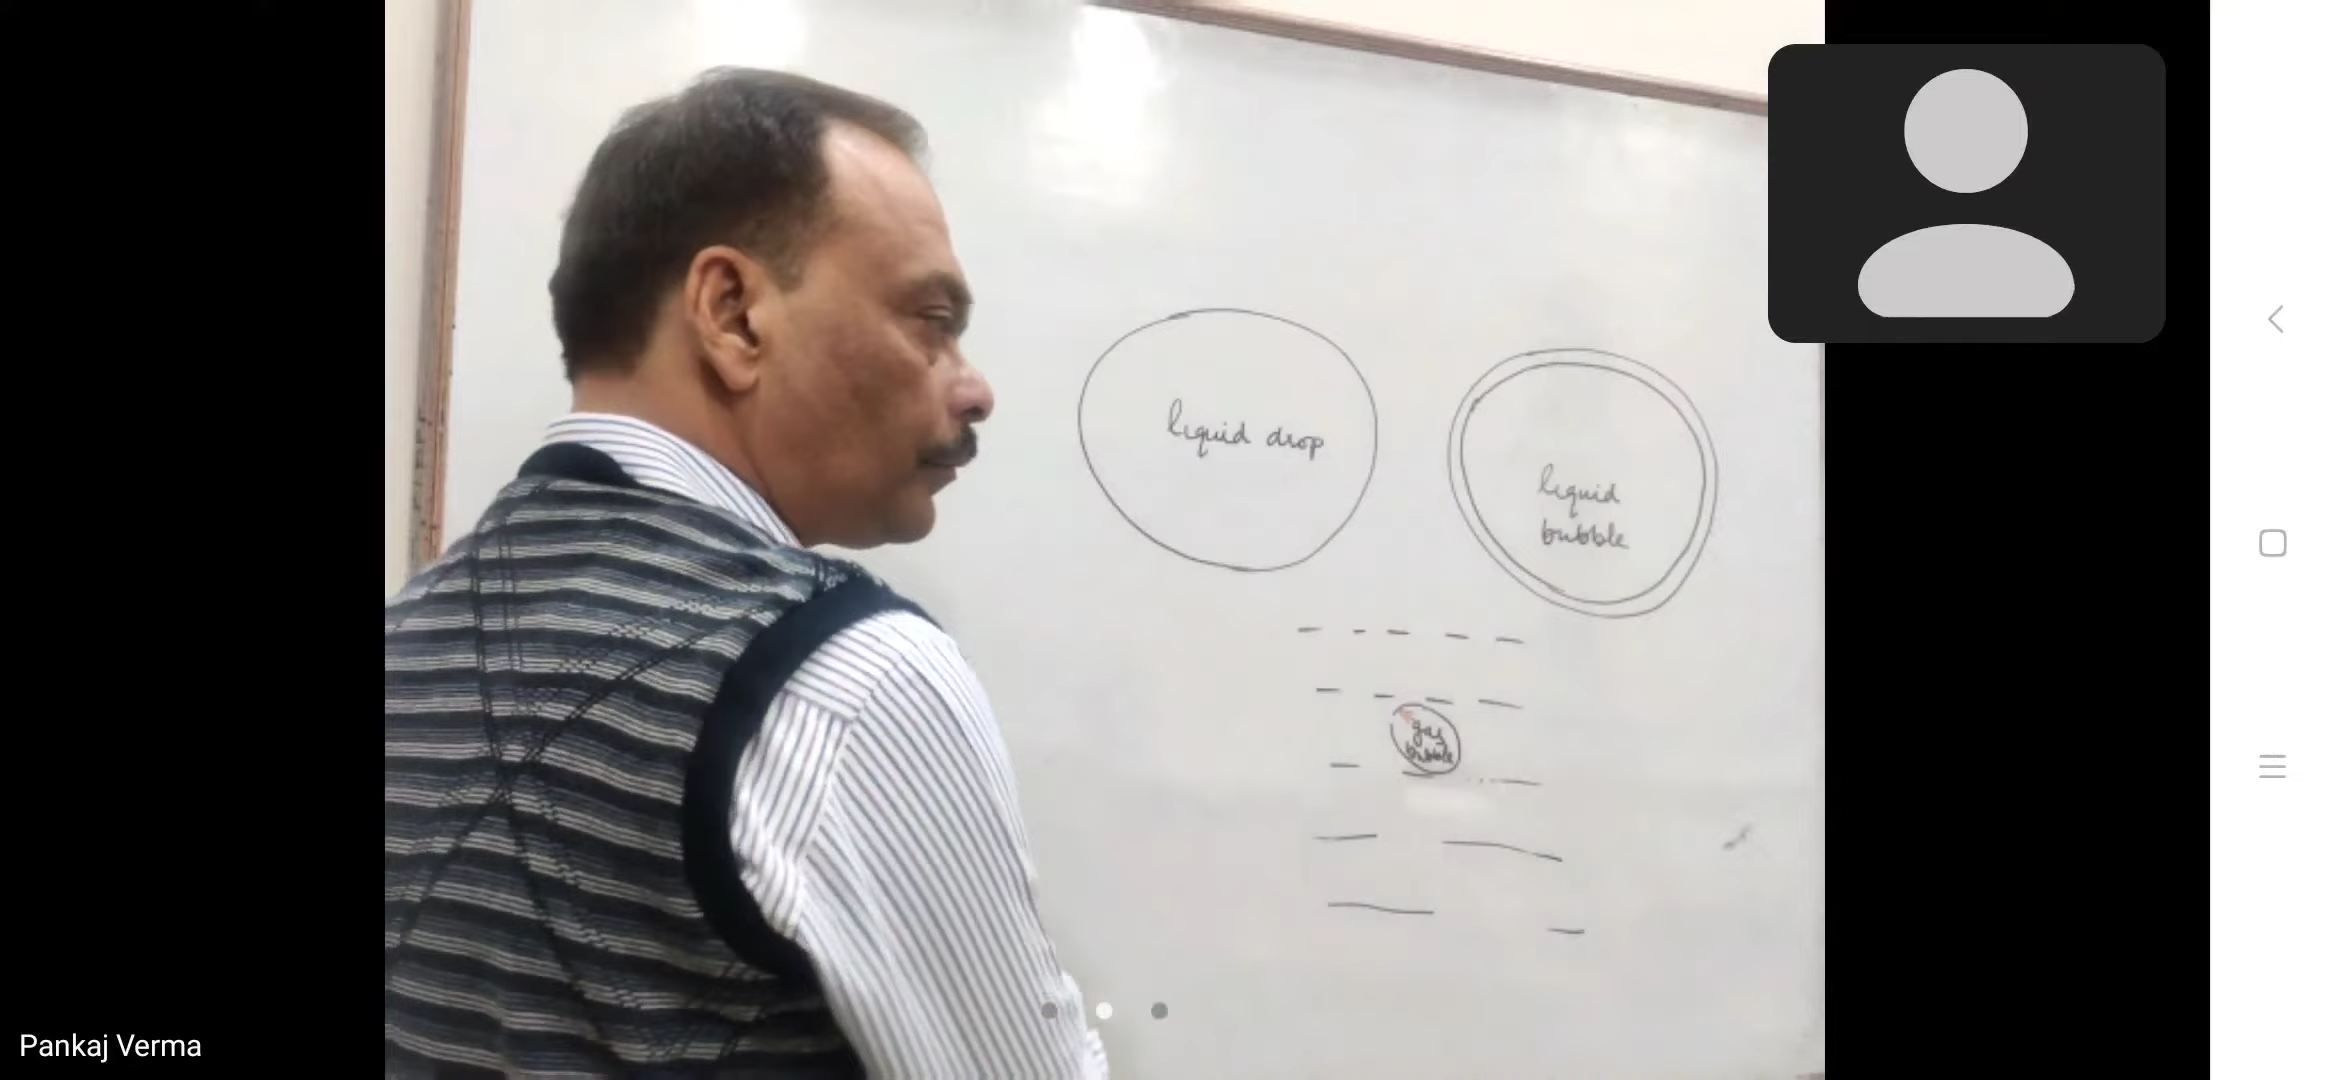 liquid drop
liquid
bubble
gas
bubble
Pankaj Verma